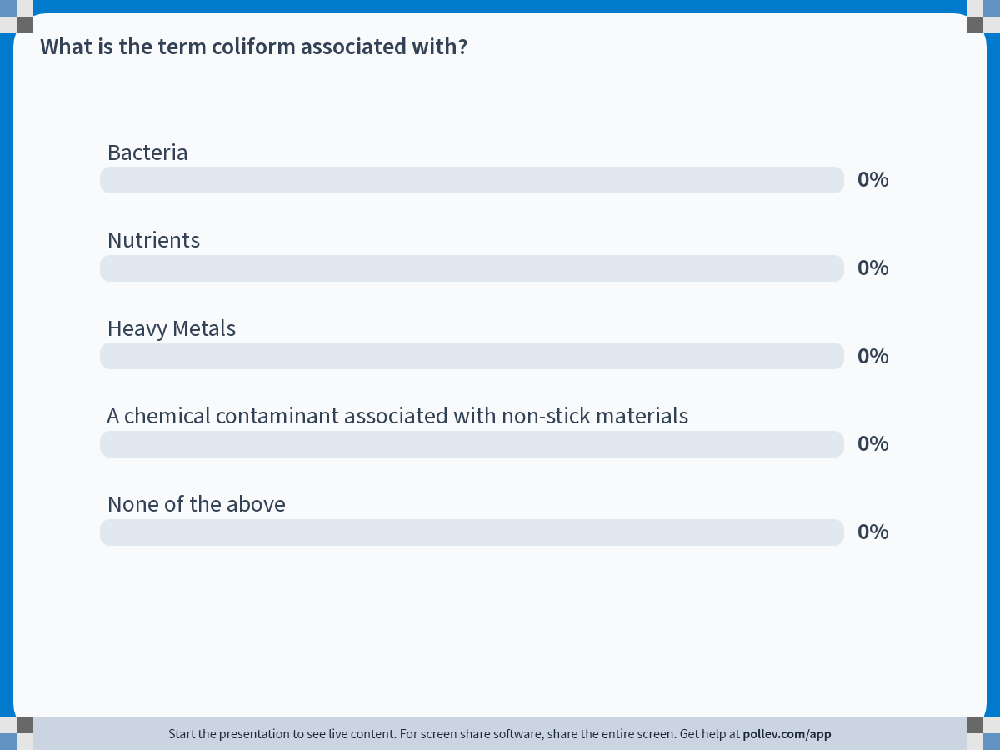 What is the term coliform associated with?
Bacteria
0%
Nutrients
0%
Heavy Metals
0%
A chemical contaminant associated with non-stick materials
0%
None of the above
0%
Start the presentation to see live content. For screen share software, share the entire screen. Get help at pollev.com/app